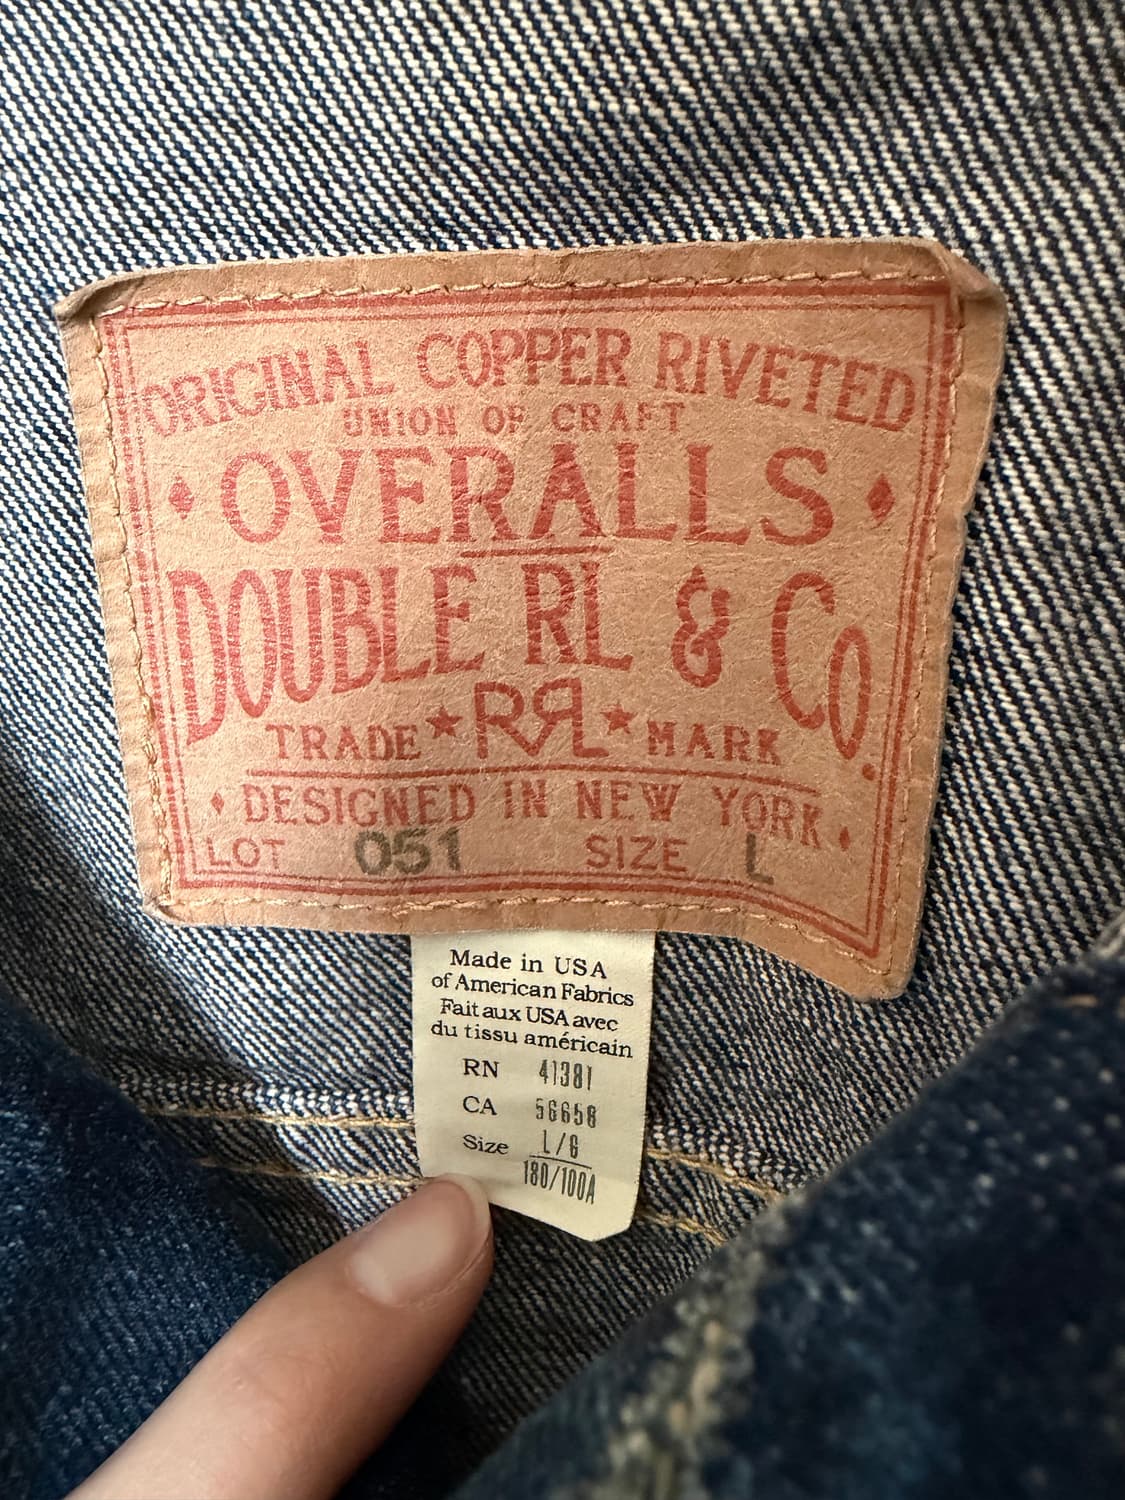 ORIGINAL COPPER RIVETED
UNION OF CRAFT
OVERALLS
DOUBLE RL & Co.
TRADE ★ RRL ★ MARK
DESIGNED IN NEW YORK
LOT 051 SIZE L
Made in USA
of American Fabrics
Fait aux USA avec
du tissu américain
RN 41381
CA 56658
Size L/G
180/100A